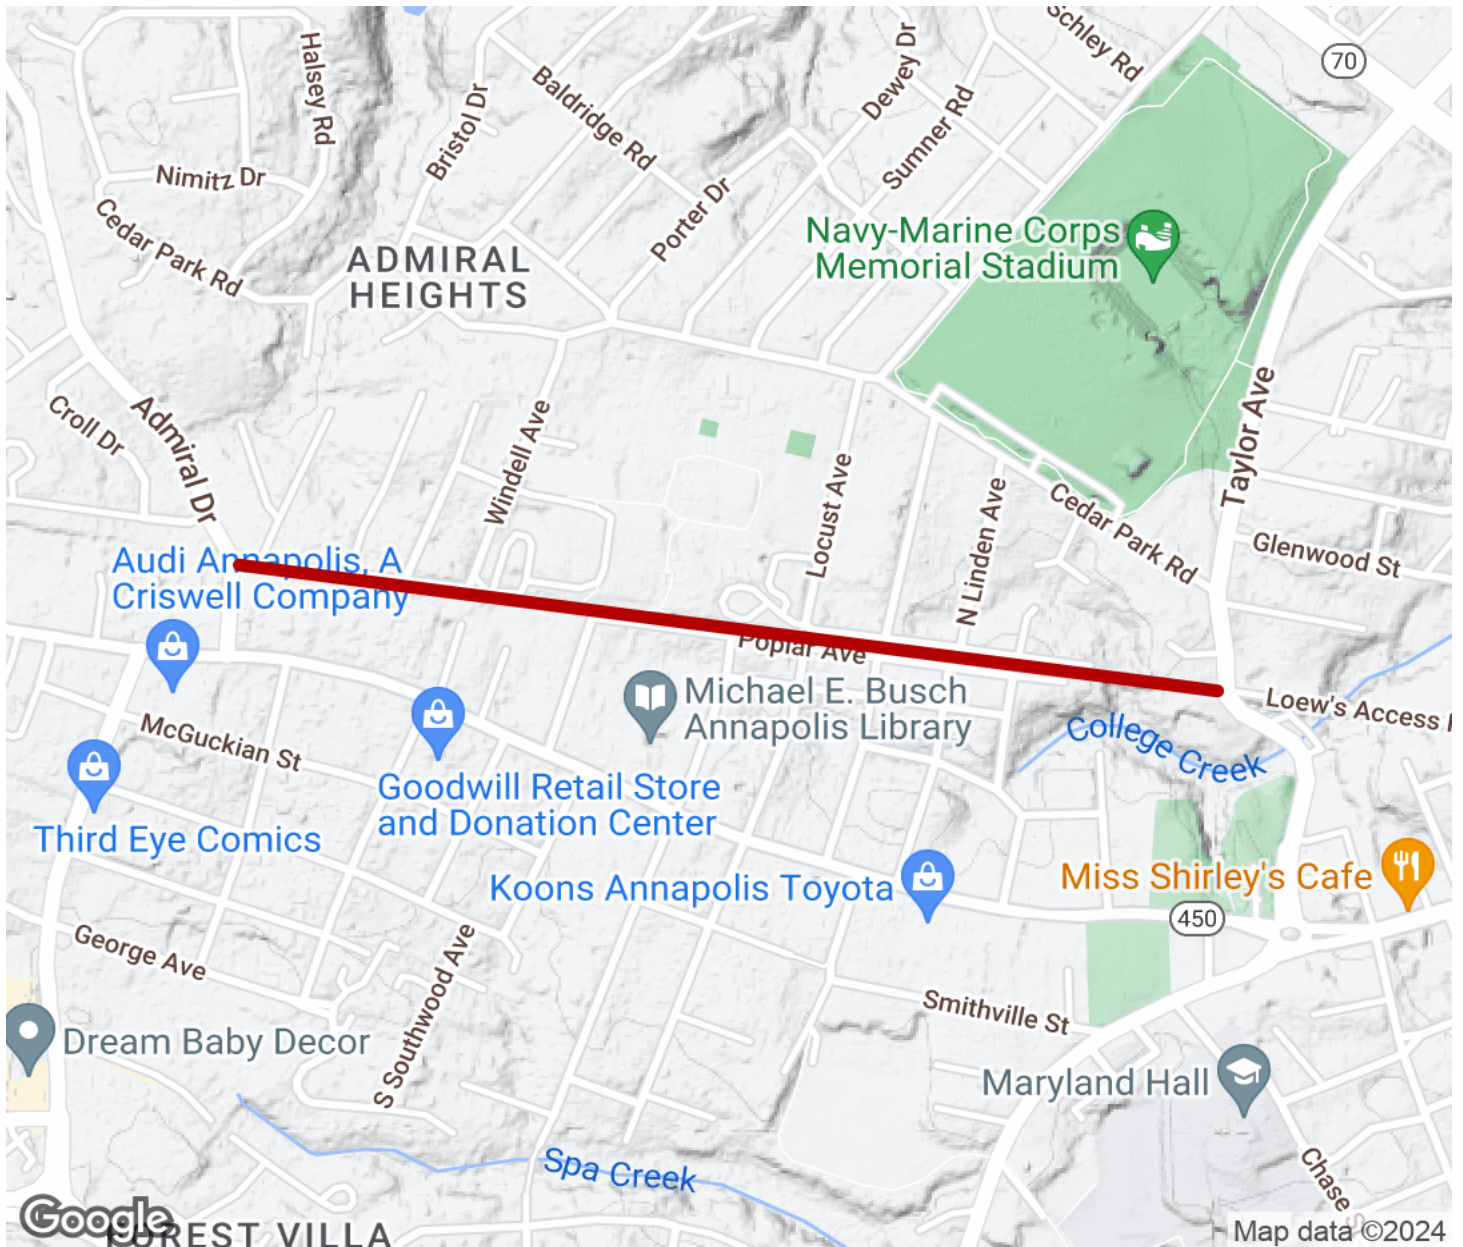 Schley Rd
70
Halsey Rd
Bristol Dr
Baldridge Rd
Dewey Dr
Sumner Rd
Nimitz Dr
Cedar Park Rd
Porter Dr
Navy-Marine Corps
Memorial Stadium
ADMIRAL
HEIGHTS
Croll Dr
Admiral Dr
Windell Ave
Locust Ave
N Linden Ave
Cedar Park Rd
Taylor Ave
Glenwood St
Audi Annapolis, A
Criswell Company
Poplar Ave
Michael E. Busch
Annapolis Library
Loew's Access
College Creek
McGuckian St
Goodwill Retail Store
and Donation Center
Third Eye Comics
Koons Annapolis Toyota
Miss Shirley's Cafe
450
George Ave
S Southwood Ave
Smithville St
Dream Baby Decor
Maryland Hall
Spa Creek
Chase
Google
FOREST VILLA
Map data ©2024